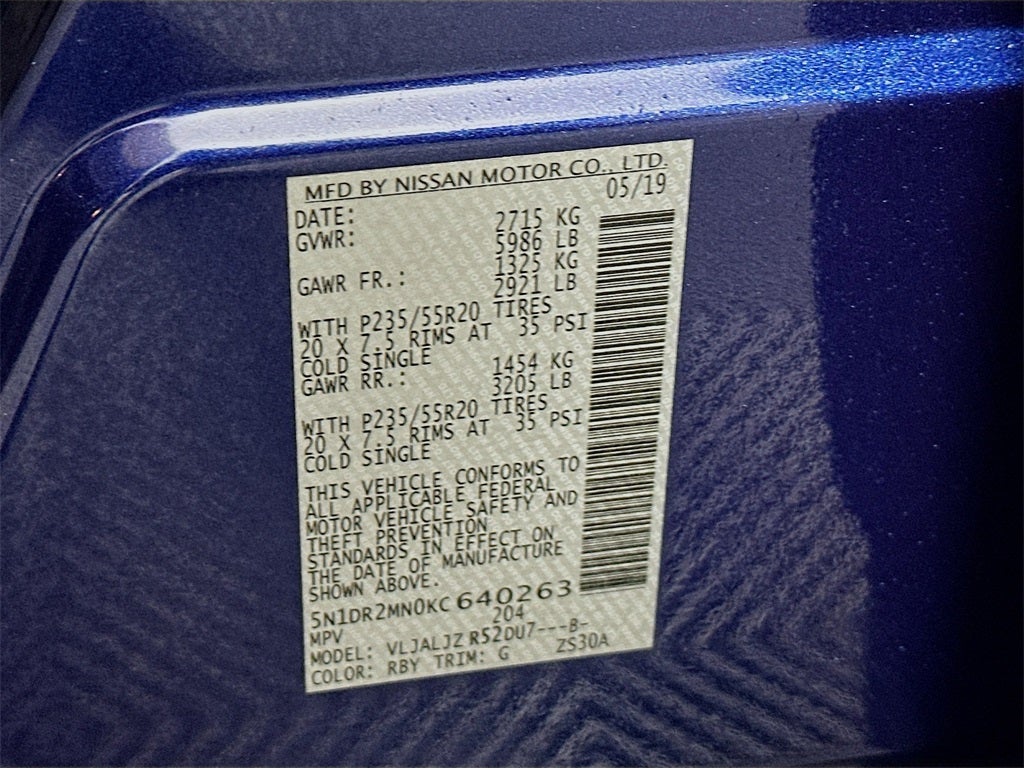 MFD BY NISSAN MOTOR CO., LTD.
DATE: 05/19
GVWR: 2715 KG
5986 LB
GAWR FR.: 1325 KG
2921 LB
WITH P235/55R20 TIRES
20 X 7.5 RIMS AT 35 PSI
COLD SINGLE
GAWR RR.: 1454 KG
3205 LB
WITH P235/55R20 TIRES
20 X 7.5 RIMS AT 35 PSI
COLD SINGLE
THIS VEHICLE CONFORMS TO
ALL APPLICABLE FEDERAL
MOTOR VEHICLE SAFETY AND
THEFT PREVENTION
STANDARDS IN EFFECT ON
THE DATE OF MANUFACTURE
SHOWN ABOVE.
5N1DR2MN0KC640263
MPV 204
MODEL: VLJALJZ R52DU7---B-
COLOR: RBY TRIM: G ZS30A